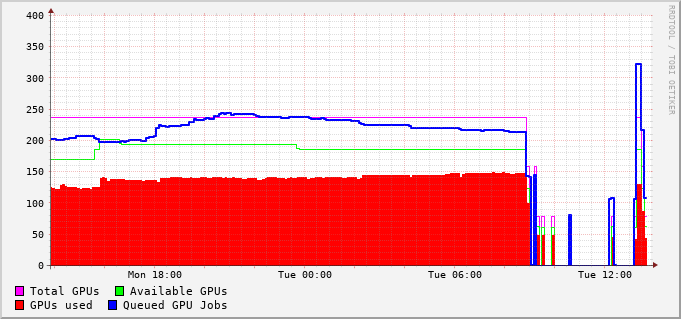 400
350
300
250
200
150
100
50
0
Mon 18:00 Tue 00:00 Tue 06:00 Tue 12:00
Total GPUs Available GPUs
GPUs used Queued GPU Jobs
RRDTOOL / TOBI OETIKER